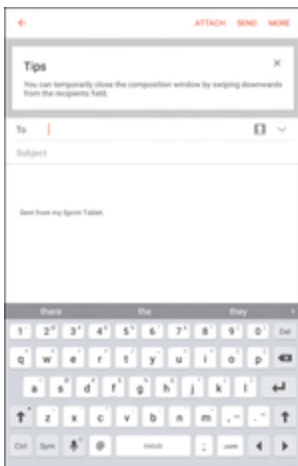 ATTACH SEND MORE
Tips
You can temporarily close the composition window by swiping downwards
from the recipients field.
To
Subject
Sent from my Sprint Tablet.
there the they
1 2 3 4 5 6 7 8 9 0 Del
q w e r t y u i o p
a s d f g h j k l
z x c v b n m , .
Ctrl Sym @ .com